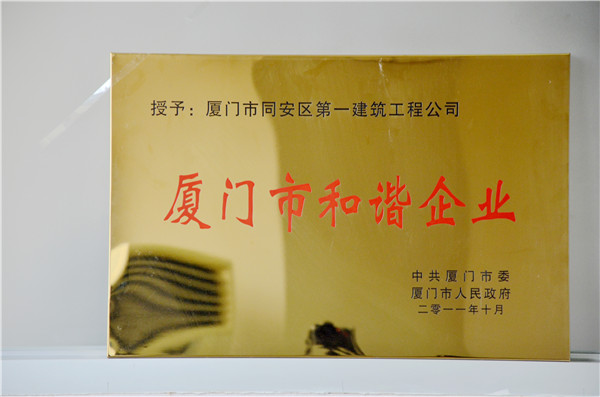 授予：厦门市同安区第一建筑工程公司
厦门市和谐企业
中共厦门市委
厦门市人民政府
二零一一年十月